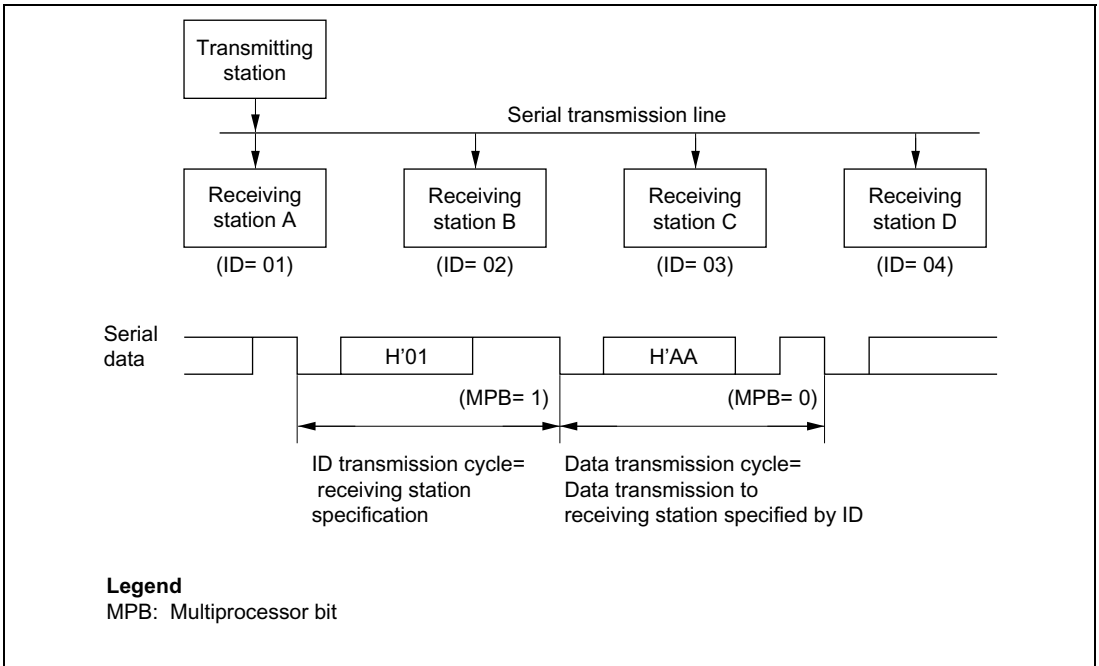 Transmitting
station
Serial transmission line
Receiving
station A
Receiving
station B
Receiving
station C
Receiving
station D
(ID= 01)
(ID= 02)
(ID= 03)
(ID= 04)
Serial
data
H'01
H'AA
(MPB= 1)
(MPB= 0)
ID transmission cycle=
receiving station
specification
Data transmission cycle=
Data transmission to
receiving station specified by ID
Legend
MPB: Multiprocessor bit